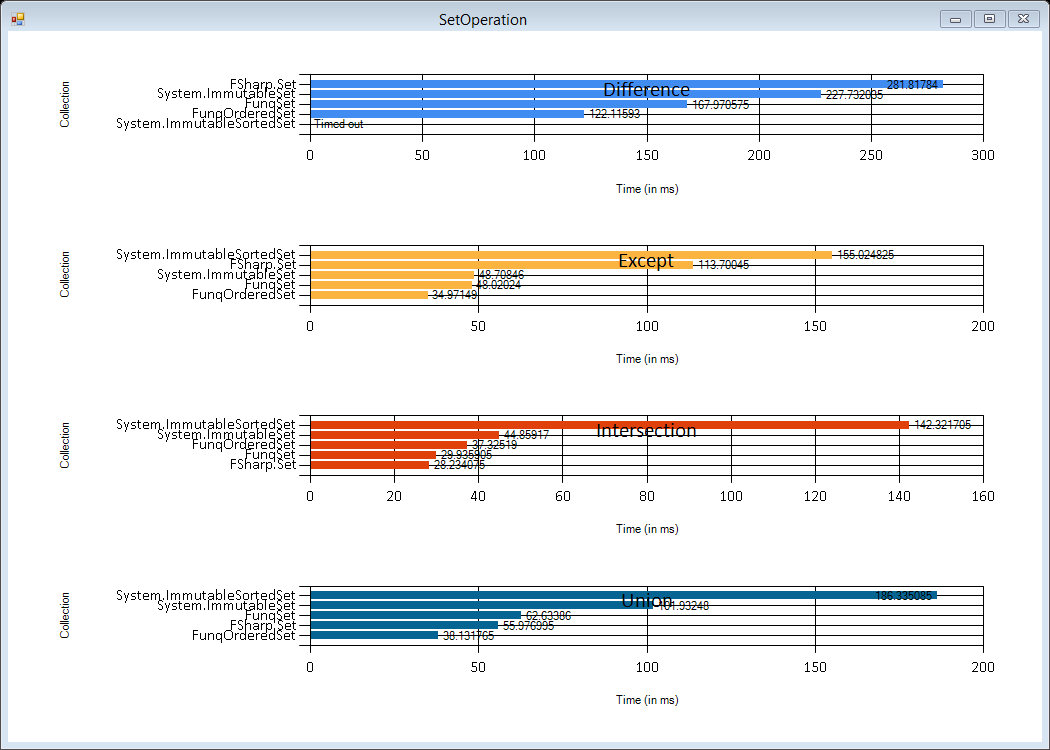 SetOperation
Difference
Collection
FSharp.Set 281.81784
System.ImmutableSet 227.732035
FunqSet 167.970575
FunqOrderedSet 122.11593
System.ImmutableSortedSet Timed out
0 50 100 150 200 250 300
Time (in ms)
Except
Collection
System.ImmutableSortedSet 155.024825
FSharp.Set 113.70045
System.ImmutableSet 48.70846
FunqSet 48.02024
FunqOrderedSet 34.97149
0 50 100 150 200
Time (in ms)
Intersection
Collection
System.ImmutableSortedSet 142.321705
System.ImmutableSet 44.85917
FunqOrderedSet 37.32519
FunqSet 29.935905
FSharp.Set 28.234075
0 20 40 60 80 100 120 140 160
Time (in ms)
Union
Collection
System.ImmutableSortedSet 186.335085
System.ImmutableSet 101.93248
FunqSet 62.63386
FSharp.Set 55.976995
FunqOrderedSet 38.131765
0 50 100 150 200
Time (in ms)